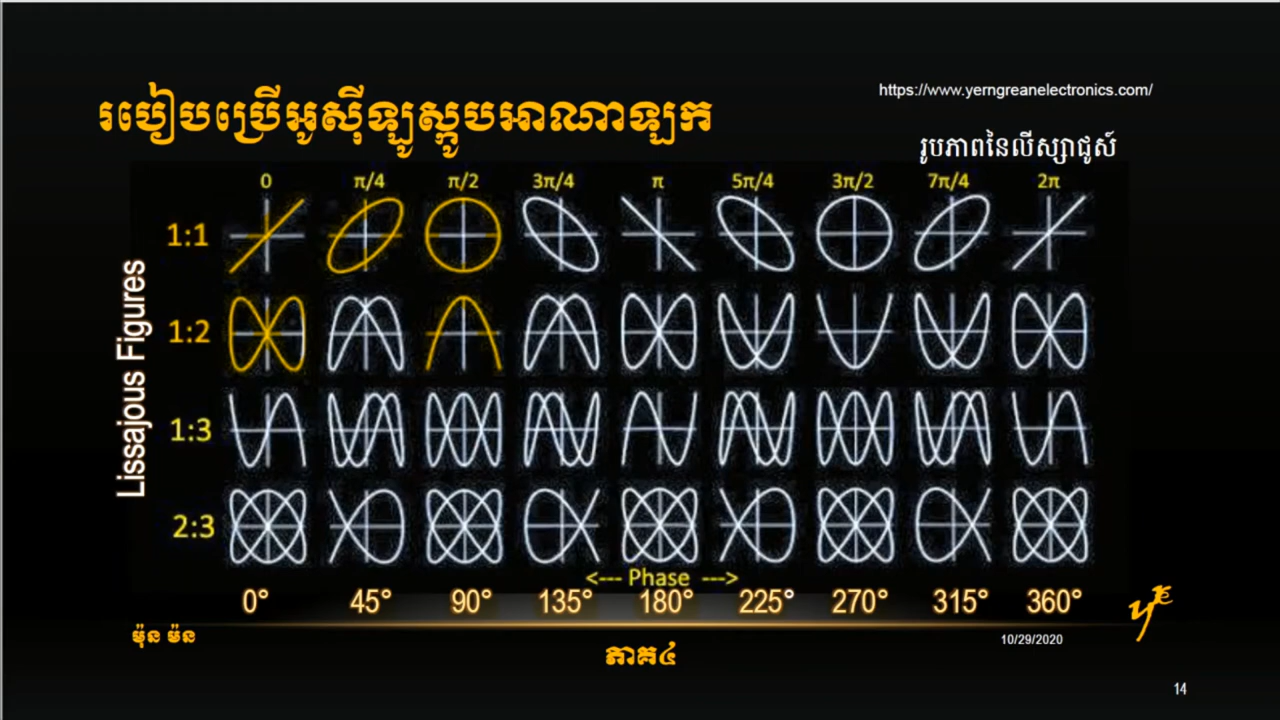 https://www.yerngreanelectronics.com/
របៀបប្រើអូស៊ីឡូស្កូបអាណាឡូក
រូបភាពនៃលីស្សាជូស៍
0 π/4 π/2 3π/4 π 5π/4 3π/2 7π/4 2π
1:1
1:2
1:3
2:3
Lissajous Figures
<--- Phase --->
0° 45° 90° 135° 180° 225° 270° 315° 360°
ម៉ុន ម៉ន
10/29/2020
ភាគ៤
14